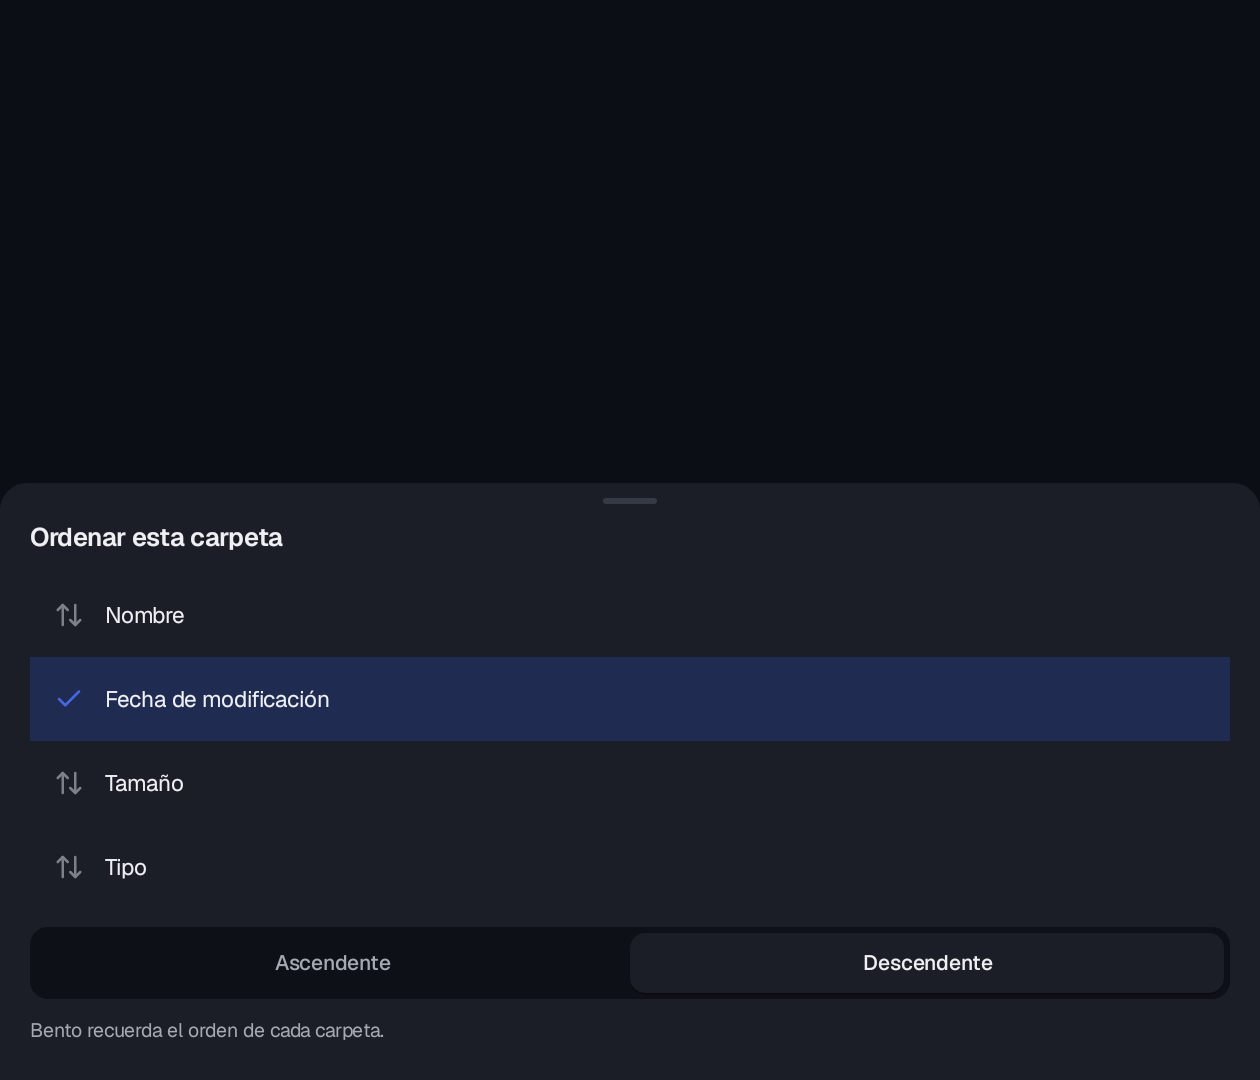 Ordenar esta carpeta
Nombre
Fecha de modificación
Tamaño
Tipo
Ascendente
Descendente
Bento recuerda el orden de cada carpeta.